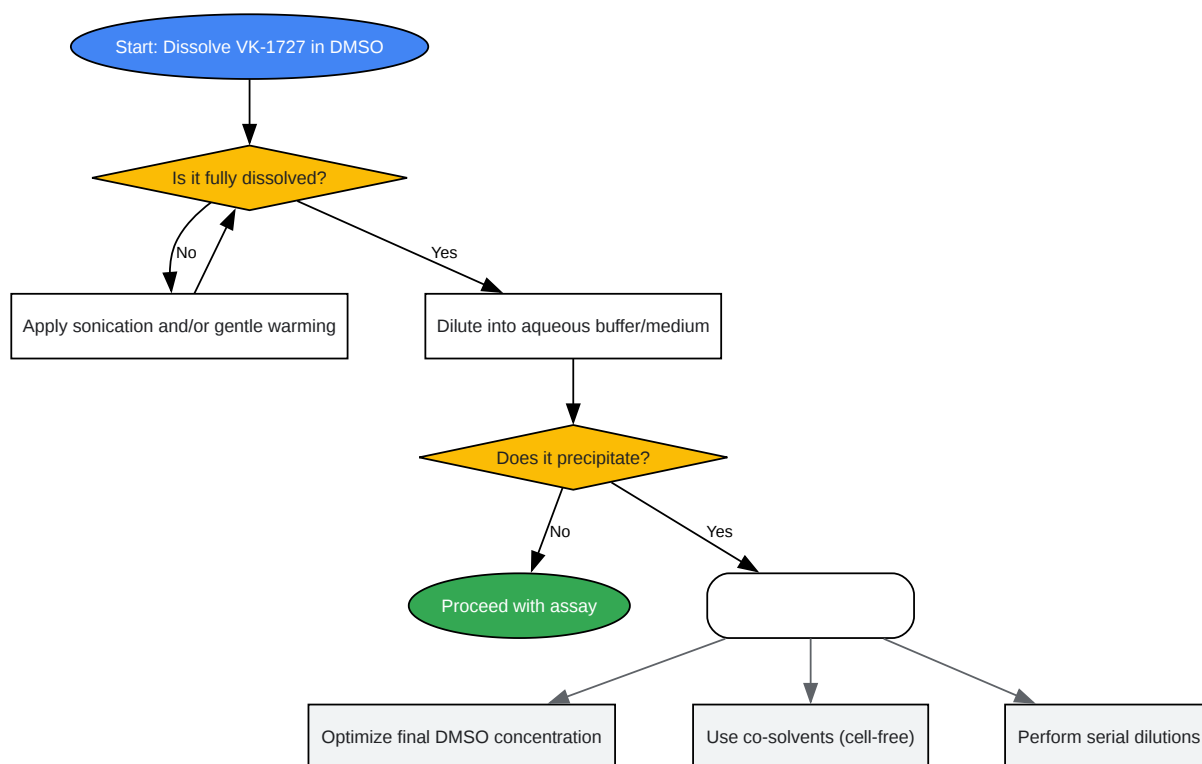 Start: Dissolve VK-1727 in DMSO
Is it fully dissolved?
No
Yes
Apply sonication and/or gentle warming
Dilute into aqueous buffer/medium
Does it precipitate?
No
Yes
Proceed with assay
Optimize final DMSO concentration
Use co-solvents (cell-free)
Perform serial dilutions